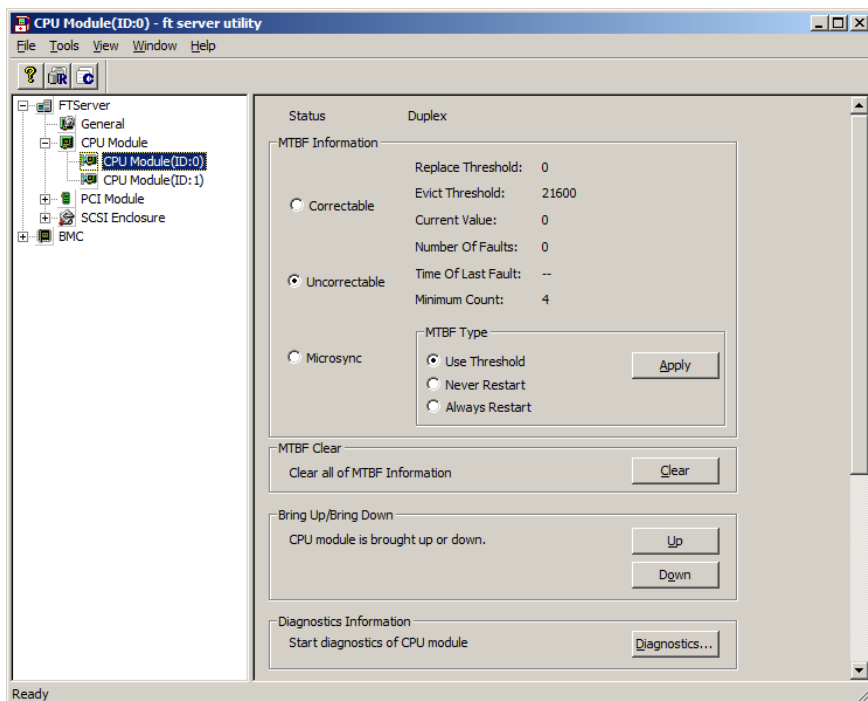 CPU Module(ID:0) - ft server utility
File Tools View Window Help
FTServer
General
CPU Module
CPU Module(ID:0)
CPU Module(ID:1)
PCI Module
SCSI Enclosure
BMC
Status Duplex
MTBF Information
Correctable
Uncorrectable
Microsync
Replace Threshold: 0
Evict Threshold: 21600
Current Value: 0
Number Of Faults: 0
Time Of Last Fault: --
Minimum Count: 4
MTBF Type
Use Threshold
Never Restart
Always Restart
Apply
MTBF Clear
Clear all of MTBF Information
Clear
Bring Up/Bring Down
CPU module is brought up or down.
Up
Down
Diagnostics Information
Start diagnostics of CPU module
Diagnostics...
Ready